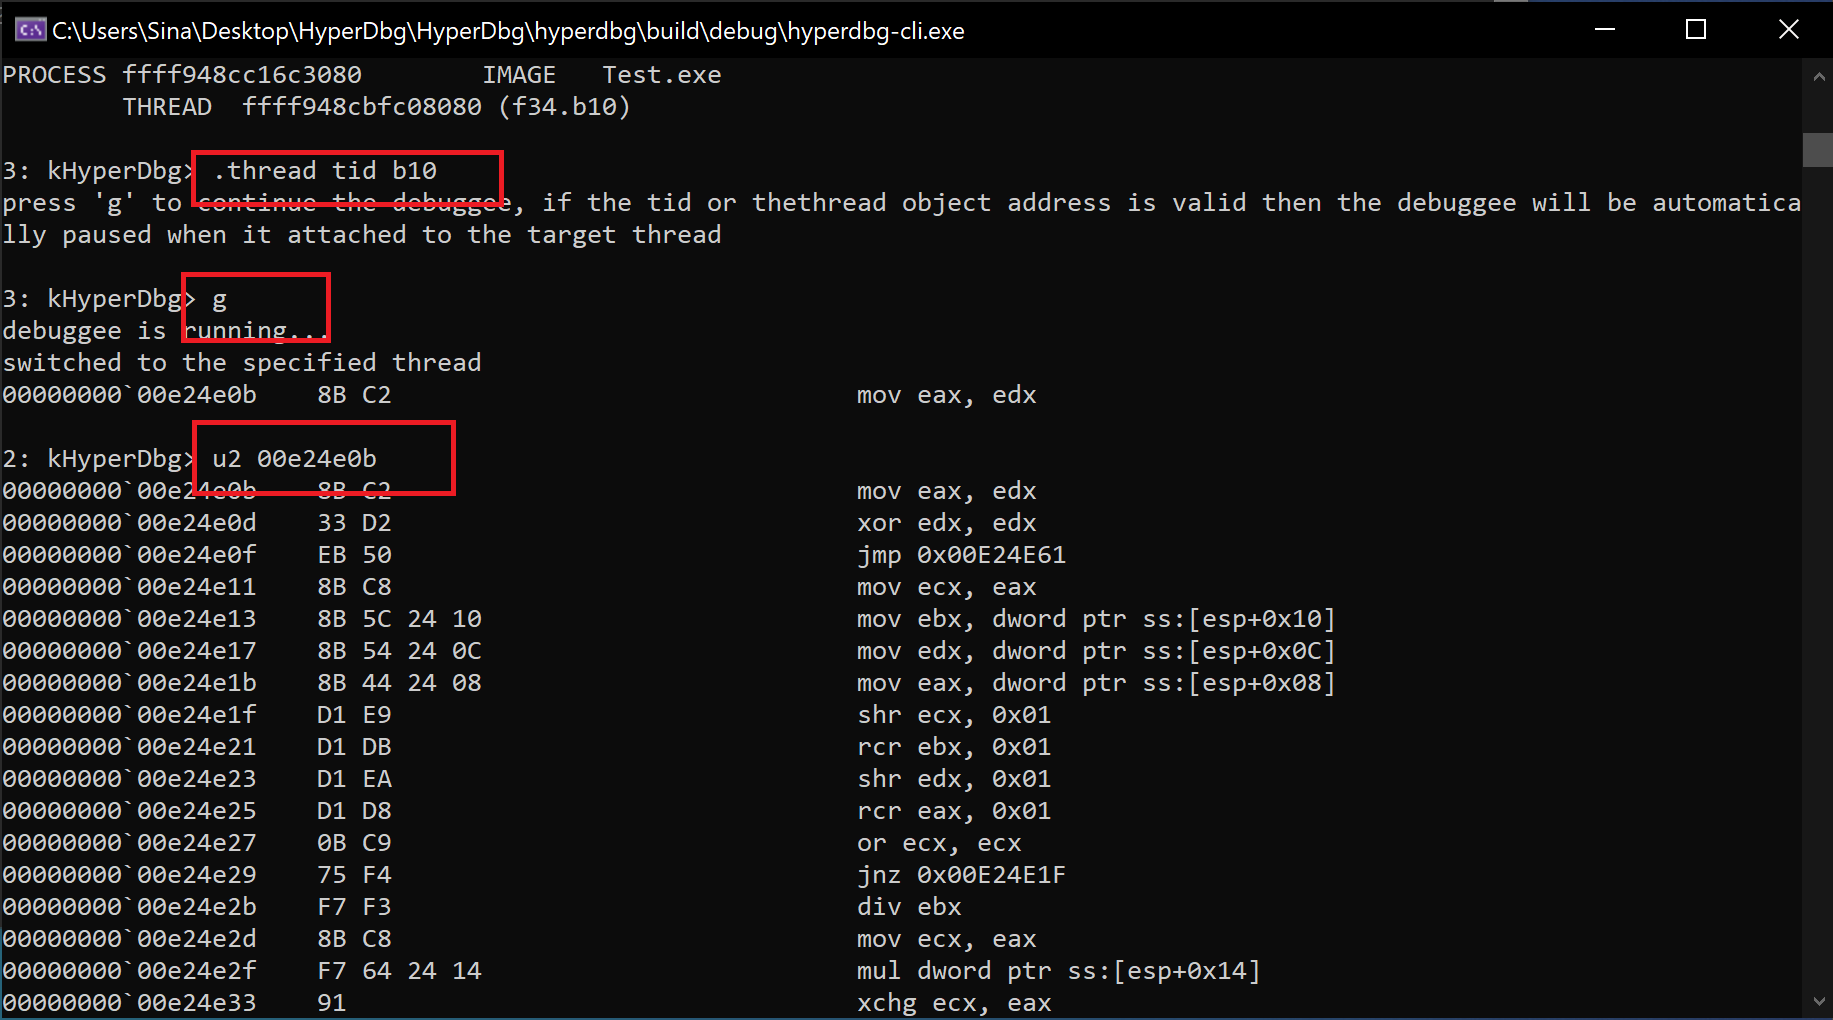 C:\Users\Sina\Desktop\HyperDbg\HyperDbg\hyperdbg\build\debug\hyperdbg-cli.exe
PROCESS ffff948cc16c3080        IMAGE   Test.exe
        THREAD  ffff948cbfc08080 (f34.b10)
3: kHyperDbg> .thread tid b10
press 'g' to continue the debuggee, if the tid or thethread object address is valid then the debuggee will be automatica
lly paused when it attached to the target thread
3: kHyperDbg> g
debuggee is running...
switched to the specified thread
00000000`00e24e0b    8B C2                               mov eax, edx
2: kHyperDbg> u2 00e24e0b
00000000`00e24e0b    8B C2                               mov eax, edx
00000000`00e24e0d    33 D2                               xor edx, edx
00000000`00e24e0f    EB 50                               jmp 0x00E24E61
00000000`00e24e11    8B C8                               mov ecx, eax
00000000`00e24e13    8B 5C 24 10                         mov ebx, dword ptr ss:[esp+0x10]
00000000`00e24e17    8B 54 24 0C                         mov edx, dword ptr ss:[esp+0x0C]
00000000`00e24e1b    8B 44 24 08                         mov eax, dword ptr ss:[esp+0x08]
00000000`00e24e1f    D1 E9                               shr ecx, 0x01
00000000`00e24e21    D1 DB                               rcr ebx, 0x01
00000000`00e24e23    D1 EA                               shr edx, 0x01
00000000`00e24e25    D1 D8                               rcr eax, 0x01
00000000`00e24e27    0B C9                               or ecx, ecx
00000000`00e24e29    75 F4                               jnz 0x00E24E1F
00000000`00e24e2b    F7 F3                               div ebx
00000000`00e24e2d    8B C8                               mov ecx, eax
00000000`00e24e2f    F7 64 24 14                         mul dword ptr ss:[esp+0x14]
00000000`00e24e33    91                                  xchg ecx, eax